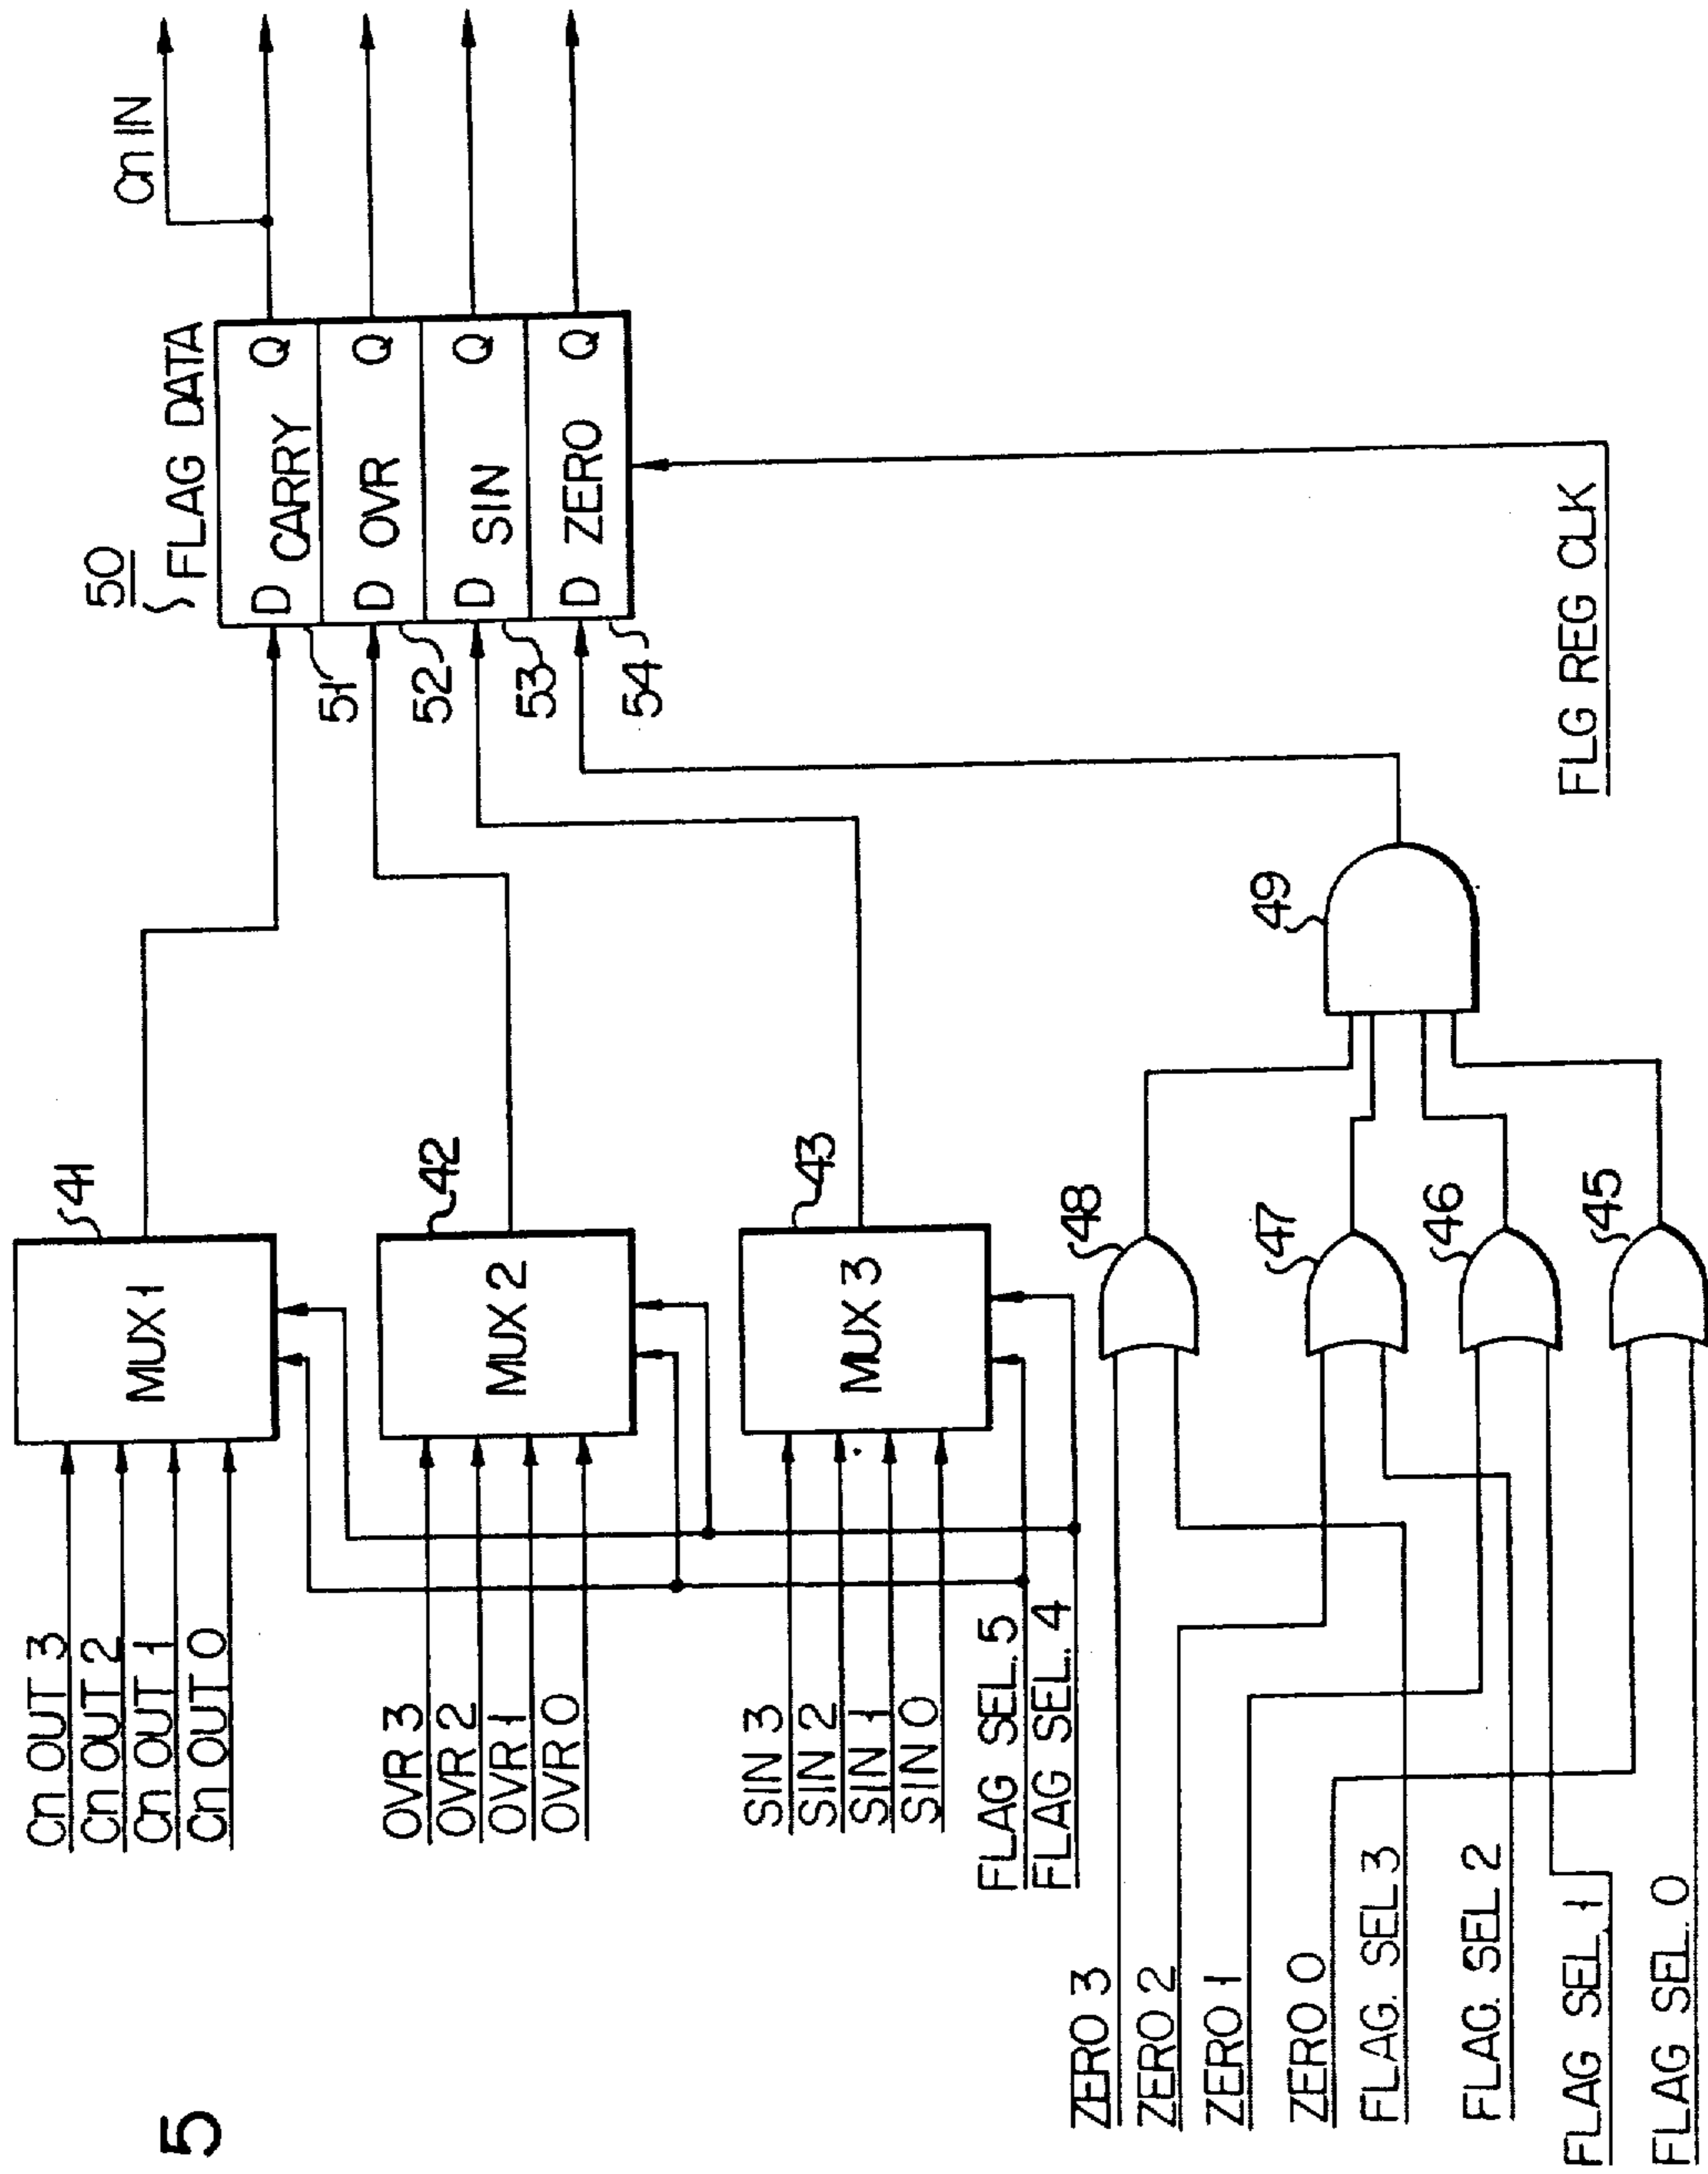 5
Cn OUT 3
Cn OUT 2
Cn OUT 1
Cn OUT 0
MUX 1
41
OVR 3
OVR 2
OVR 1
OVR 0
MUX 2
42
SIN 3
SIN 2
SIN 1
SIN 0
MUX 3
43
FLAG SEL. 5
FLAG SEL. 4
ZERO 3
ZERO 2
ZERO 1
ZERO 0
FLAG. SEL 3
FLAG. SEL 2
FLAG SEL. 1
FLAG SEL. 0
48
47
46
45
49
50
FLAG DATA
D CARRY Q
D OVR Q
D SIN Q
D ZERO Q
51
52
53
54
Cn IN
FLG REG CLK